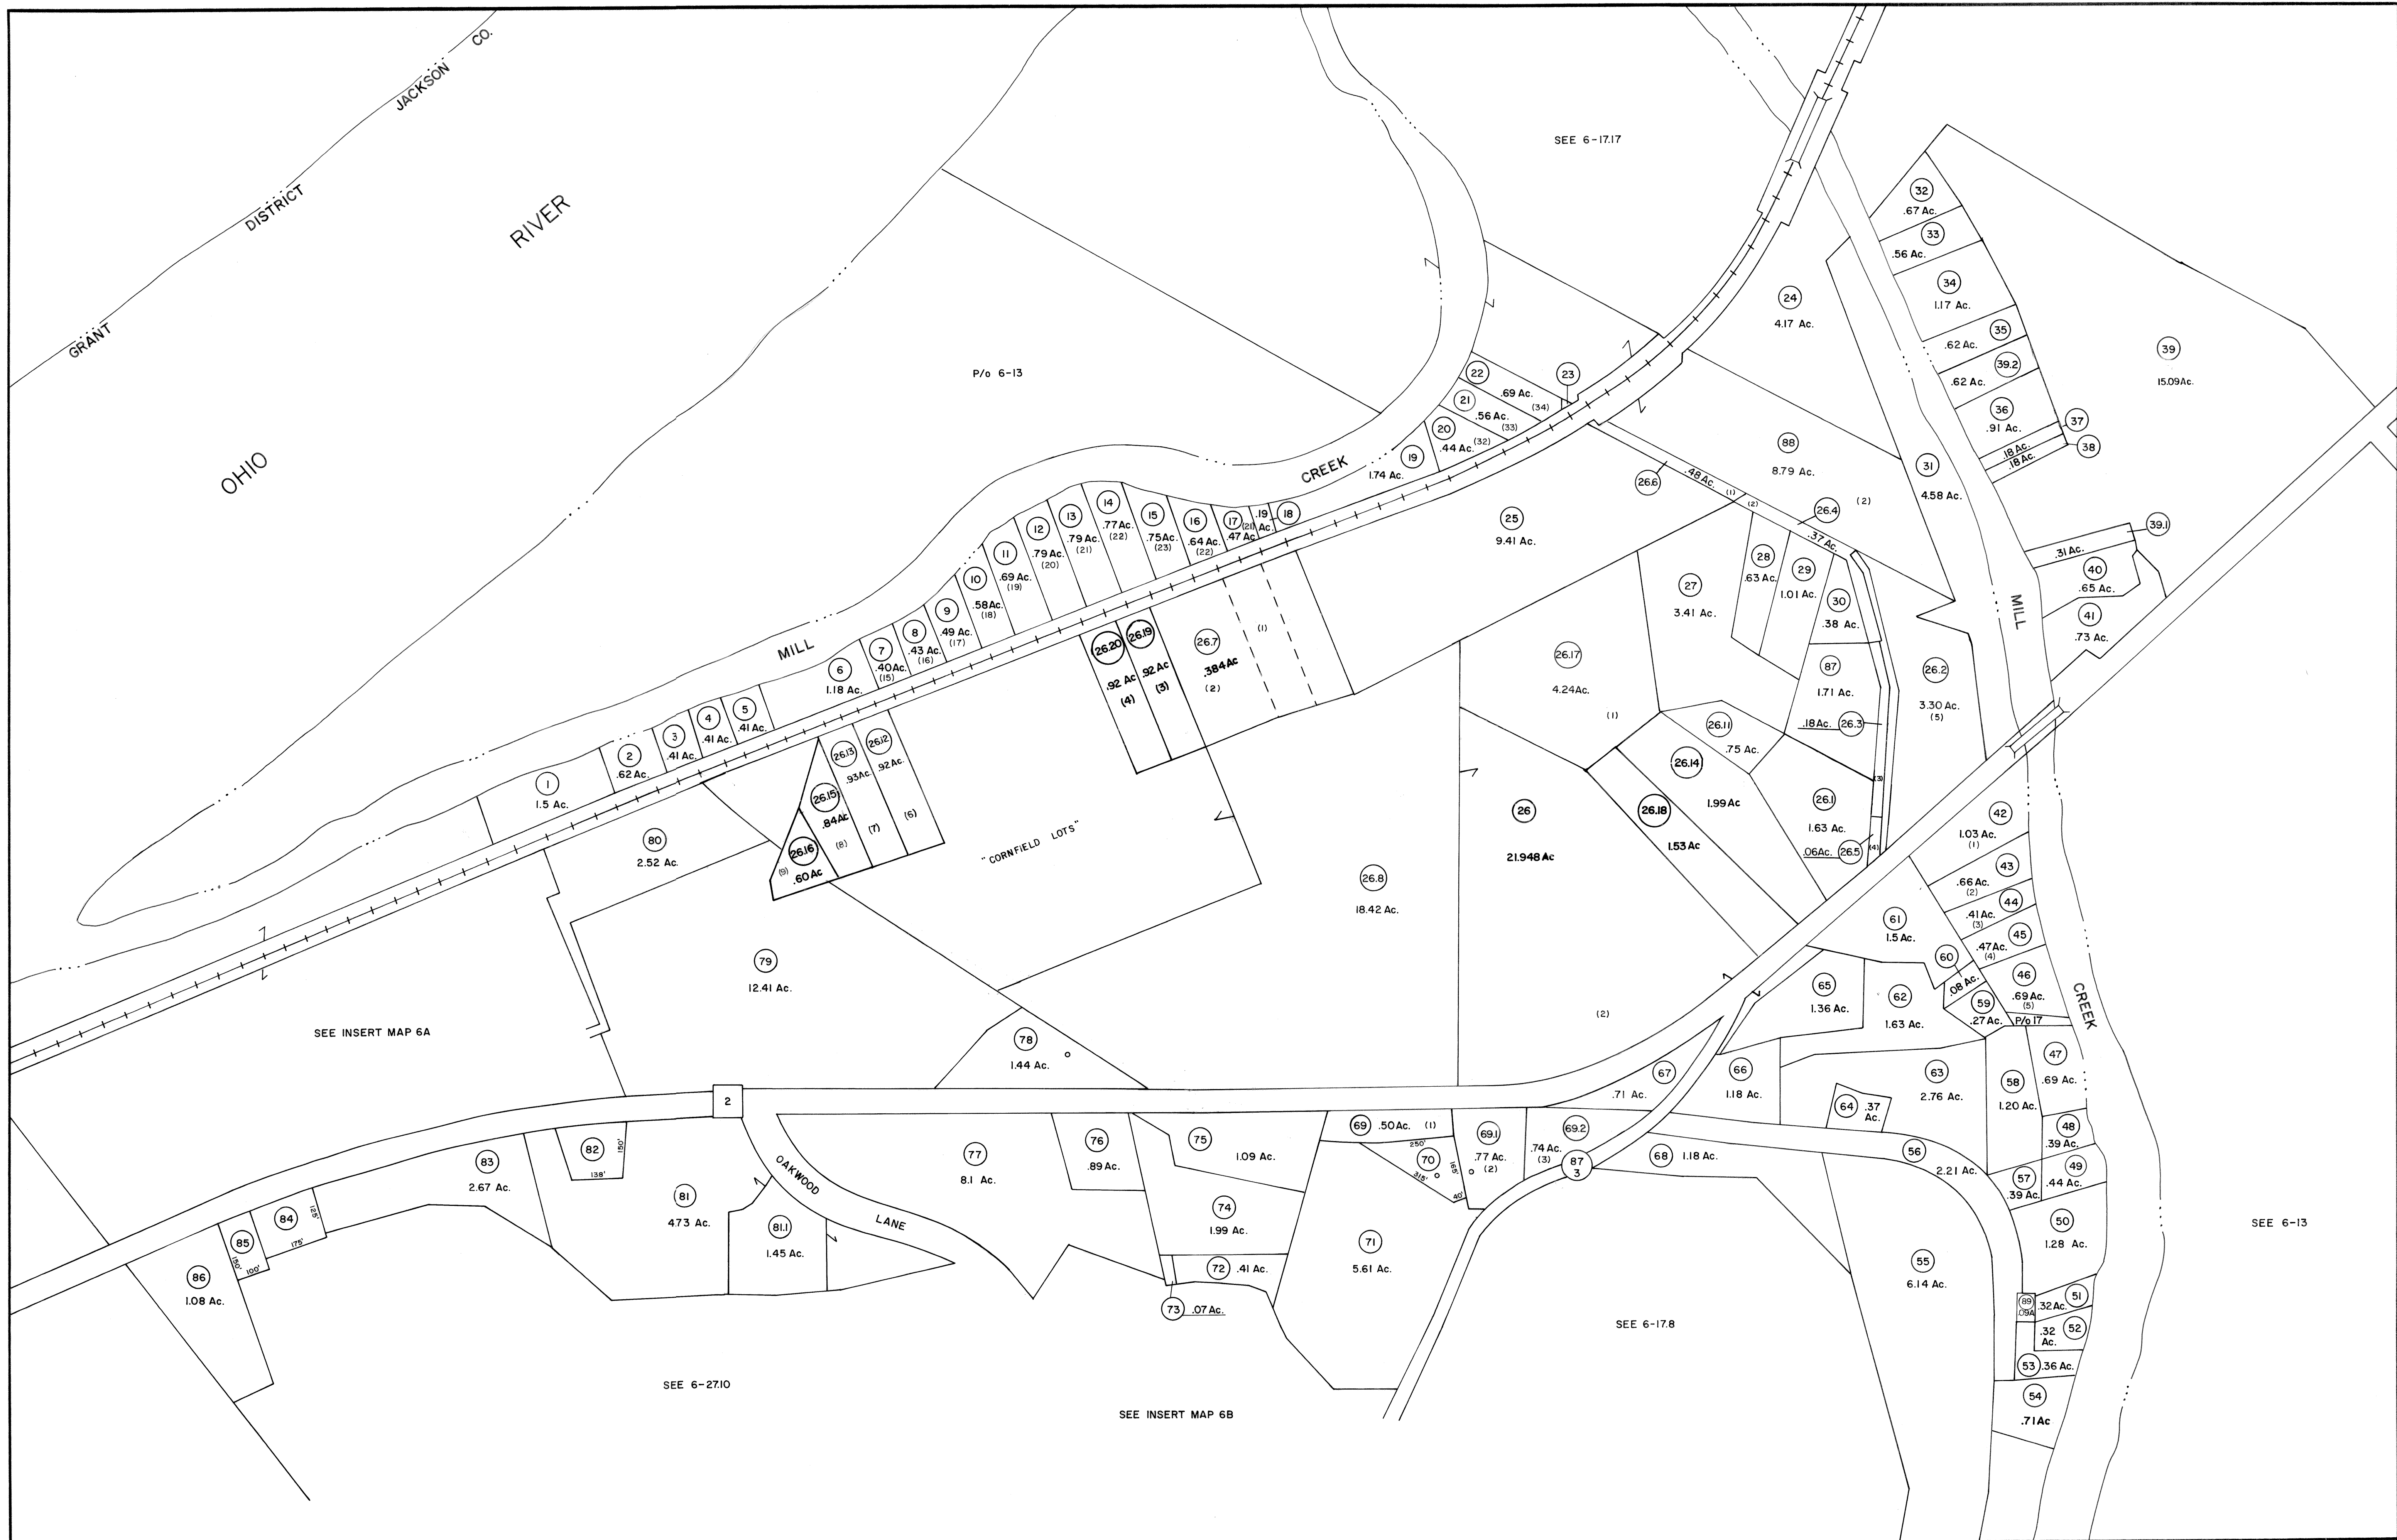 GRANT DISTRICT JACKSON CO.
OHIO RIVER
SEE 6-17.17
P/o 6-13
MILL CREEK
MILL CREEK
1
1.5 Ac.
2
.62 Ac.
3
.41 Ac.
4
.41 Ac.
5
.41 Ac.
6
1.18 Ac.
7
.40 Ac.
(15)
8
.43 Ac.
(16)
9
.49 Ac.
(17)
10
.58 Ac.
(18)
11
.69 Ac.
(19)
12
.79 Ac.
(20)
13
.79 Ac.
(21)
14
.77 Ac.
(22)
15
.75 Ac.
(23)
16
.64 Ac.
(22)
17
(21)
.47 Ac
.19
Ac.
18
19
1.74 Ac.
20
.44 Ac.
(32)
21
.56 Ac.
(33)
22
.69 Ac.
(34)
23
24
4.17 Ac.
25
9.41 Ac.
26.6
.48 Ac. (1)
(2)
26.4
.37 Ac.
88
8.79 Ac.
(2)
31
4.58 Ac.
32
.67 Ac.
33
.56 Ac.
34
1.17 Ac.
35
.62 Ac.
39.2
.62 Ac.
36
.91 Ac.
37
.18 Ac.
38
.18 Ac.
39
15.09 Ac.
39.1
.31 Ac.
40
.65 Ac.
41
.73 Ac.
27
3.41 Ac.
28
.63 Ac.
29
1.01 Ac.
30
.38 Ac.
87
1.71 Ac.
.18 Ac. 26.3
(3)
26.2
3.30 Ac.
(5)
26.17
4.24 Ac.
(1)
26.11
.75 Ac.
26.14
1.99 Ac
26.18
1.53 Ac
26.1
1.63 Ac.
.06 Ac. 26.5
(4)
26.20
.92 Ac
(4)
26.19
.92 Ac
(3)
26.7
.384 Ac
(2)
(1)
26.12
.92 Ac.
(6)
26.13
.93 Ac.
(7)
26.15
.84 Ac
(8)
26.16
(9)
.60 Ac
"CORNFIELD LOTS"
80
2.52 Ac.
26.8
18.42 Ac.
26
21.948 Ac
(2)
79
12.41 Ac.
78
1.44 Ac.
SEE INSERT MAP 6A
42
1.03 Ac.
(1)
43
.66 Ac.
(2)
44
.41 Ac.
(3)
45
.47 Ac.
(4)
46
.69 Ac.
(5)
P/o 17
47
.69 Ac.
48
.39 Ac.
49
.44 Ac.
50
1.28 Ac.
51
.32 Ac.
52
.32
Ac.
53 .36 Ac.
54
.71 Ac
89
.09A
55
6.14 Ac.
56
2.21 Ac.
57
.39 Ac.
58
1.20 Ac.
59
.27 Ac.
60
.08 Ac.
61
1.5 Ac.
62
1.63 Ac.
63
2.76 Ac.
64 .37
Ac.
65
1.36 Ac.
66
1.18 Ac.
67
.71 Ac.
68 1.18 Ac.
69 .50 Ac. (1)
69.1
.77 Ac.
(2)
69.2
.74 Ac.
(3)
87
3
70
250'
165'
315'
40'
71
5.61 Ac.
72 .41 Ac.
73 .07 Ac.
74
1.99 Ac.
75
1.09 Ac.
76
.89 Ac.
77
8.1 Ac.
2
OAKWOOD LANE
81
4.73 Ac.
81.1
1.45 Ac.
82
150'
138'
83
2.67 Ac.
84
125'
175'
85
150'
100'
86
1.08 Ac.
SEE 6-27.10
SEE INSERT MAP 6B
SEE 6-17.8
SEE 6-13